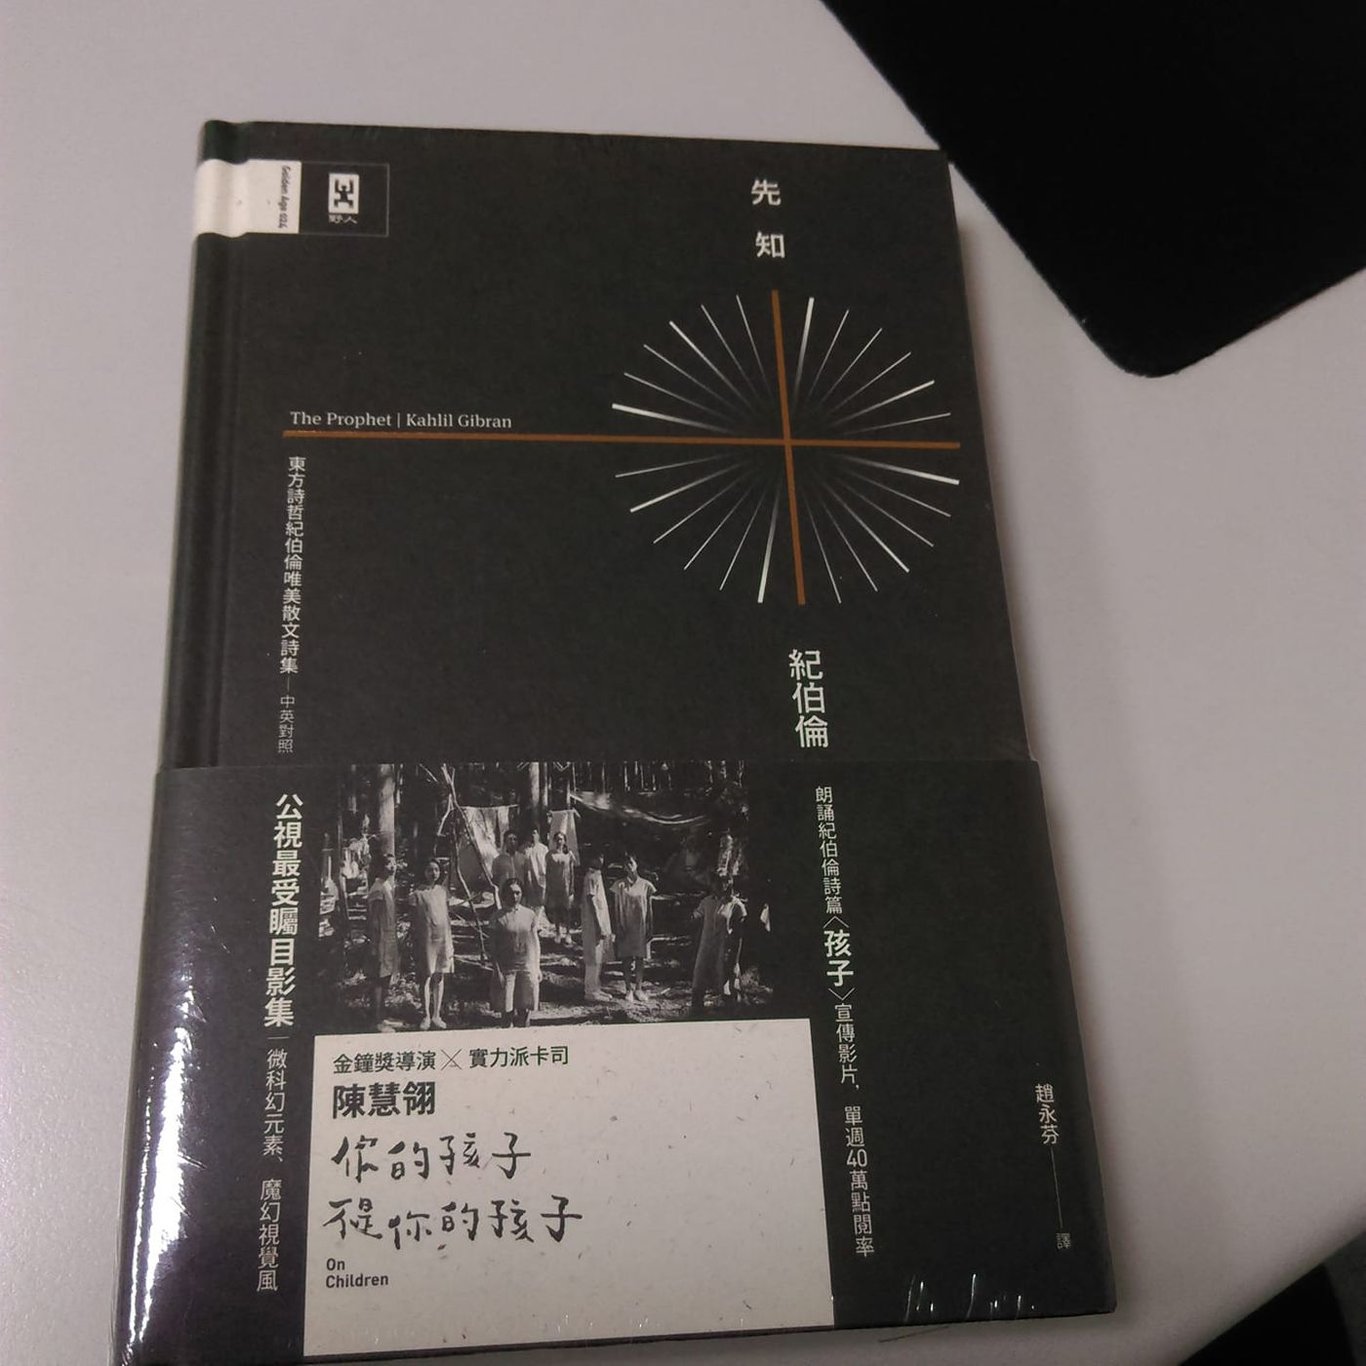 Golden Age 024
野人
先知
The Prophet | Kahlil Gibran
東方詩哲紀伯倫唯美散文詩集—中英對照
紀伯倫
公視最受矚目影集—微科幻元素、魔幻視覺風
朗誦紀伯倫詩篇〈孩子〉宣傳影片，單週40萬點閱率
趙永芬——譯
金鐘獎導演╳實力派卡司
陳慧翎
你的孩子
不是你的孩子
On
Children